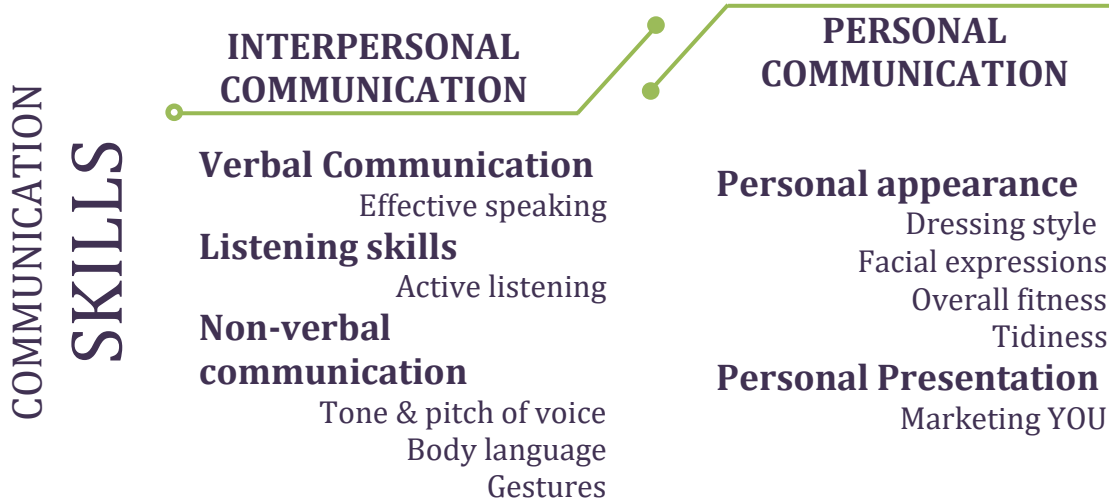 COMMUNICATION
SKILLS
INTERPERSONAL
COMMUNICATION
Verbal Communication
Effective speaking
Listening skills
Active listening
Non-verbal
communication
Tone & pitch of voice
Body language
Gestures
PERSONAL
COMMUNICATION
Personal appearance
Dressing style
Facial expressions
Overall fitness
Tidiness
Personal Presentation
Marketing YOU